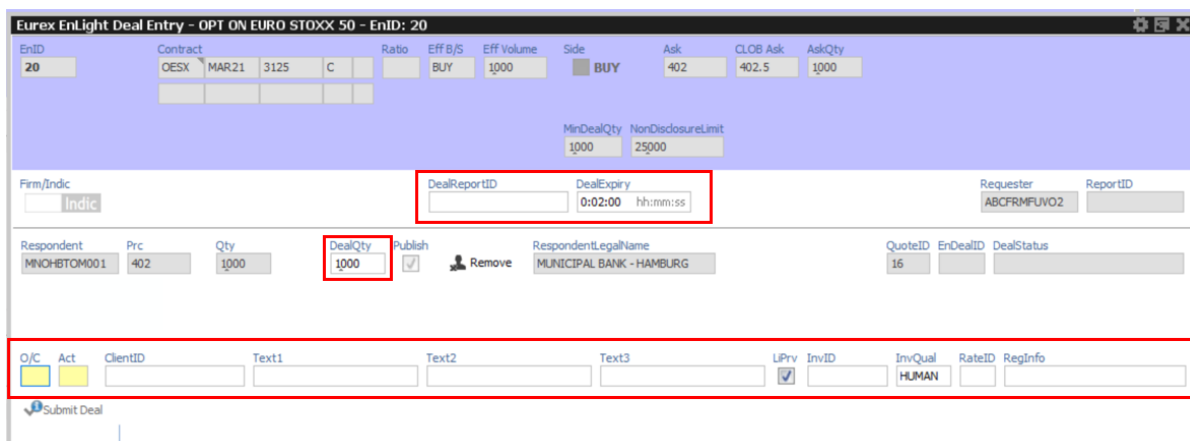 Eurex EnLight Deal Entry - OPT ON EURO STOXX 50 - EnID: 20
EnID Contract Ratio Eff B/S Eff Volume Side Ask CLOB Ask AskQty
20 OESX MAR21 3125 C BUY 1000 BUY 402 402.5 1000
MinDealQty NonDisclosureLimit
1000 25000
Firm/Indic DealReportID DealExpiry Requester ReportID
Indic 0:02:00 hh:mm:ss ABCFRMFUVO2
Respondent Prc Qty DealQty Publish RespondentLegalName QuoteID EnDealID DealStatus
MNOHBTOM001 402 1000 1000 Remove MUNICIPAL BANK - HAMBURG 16
O/C Act ClientID Text1 Text2 Text3 LiPrv InvID InvQual RateID RegInfo
HUMAN
Submit Deal